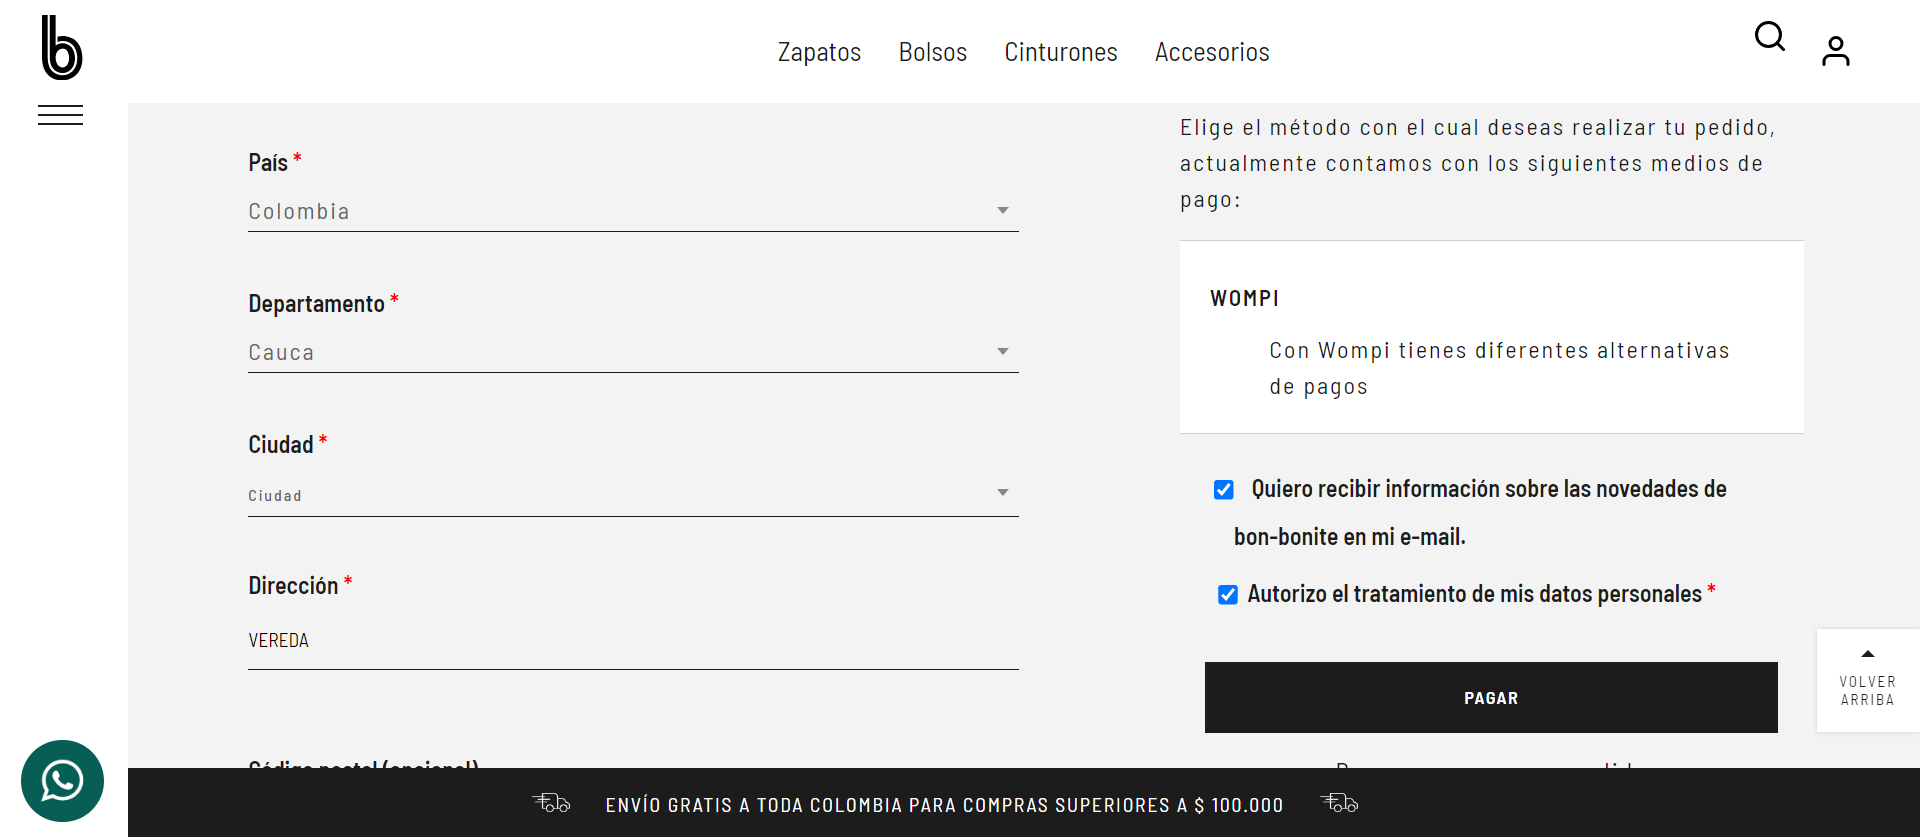 b
Zapatos Bolsos Cinturones Accesorios
País *
Colombia
Departamento *
Cauca
Ciudad *
Ciudad
Dirección *
VEREDA
Código postal (opcional)
Elige el método con el cual deseas realizar tu pedido,
actualmente contamos con los siguientes medios de
pago:
WOMPI
Con Wompi tienes diferentes alternativas
de pagos
Quiero recibir información sobre las novedades de
bon-bonite en mi e-mail.
Autorizo el tratamiento de mis datos personales *
PAGAR
VOLVER
ARRIBA
ENVÍO GRATIS A TODA COLOMBIA PARA COMPRAS SUPERIORES A $ 100.000